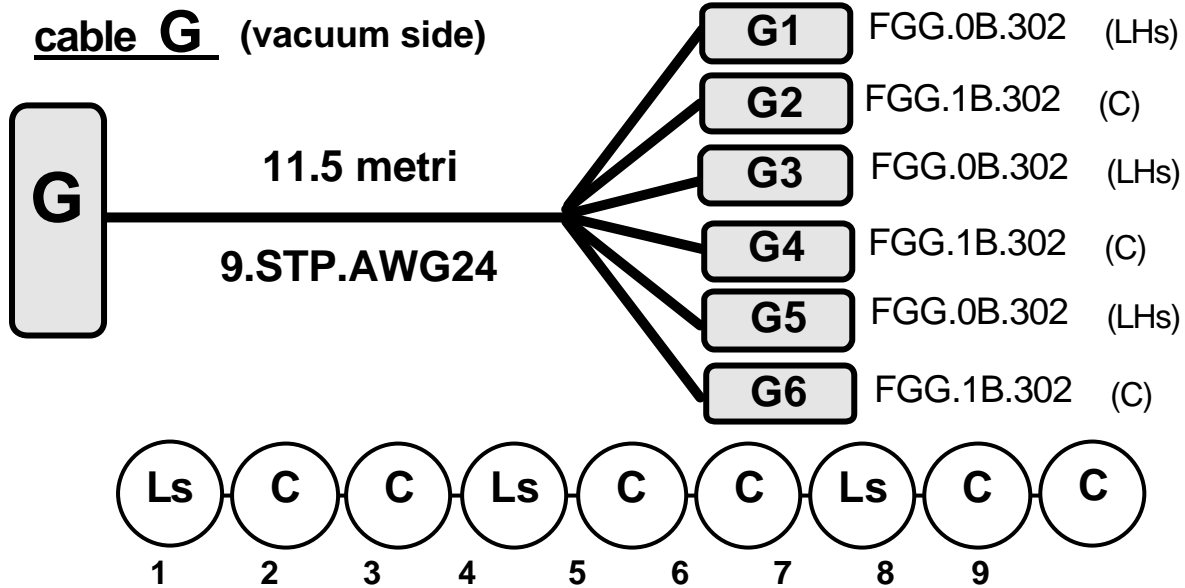 cable G (vacuum side)
G
11.5 metri
9.STP.AWG24
G1 FGG.0B.302 (LHs)
G2 FGG.1B.302 (C)
G3 FGG.0B.302 (LHs)
G4 FGG.1B.302 (C)
G5 FGG.0B.302 (LHs)
G6 FGG.1B.302 (C)
Ls C C Ls C C Ls C C
1 2 3 4 5 6 7 8 9